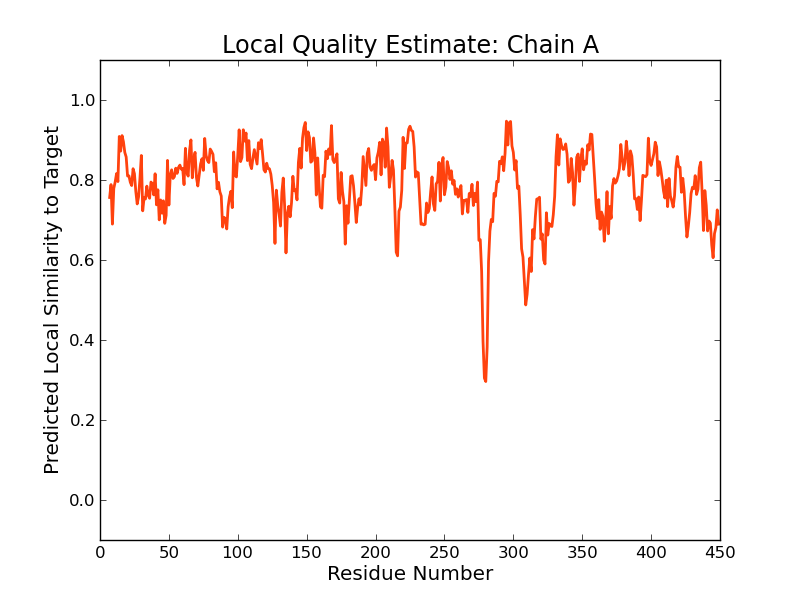 Local Quality Estimate: Chain A
Predicted Local Similarity to Target
1.0
0.8
0.6
0.4
0.2
0.0
0 50 100 150 200 250 300 350 400 450
Residue Number